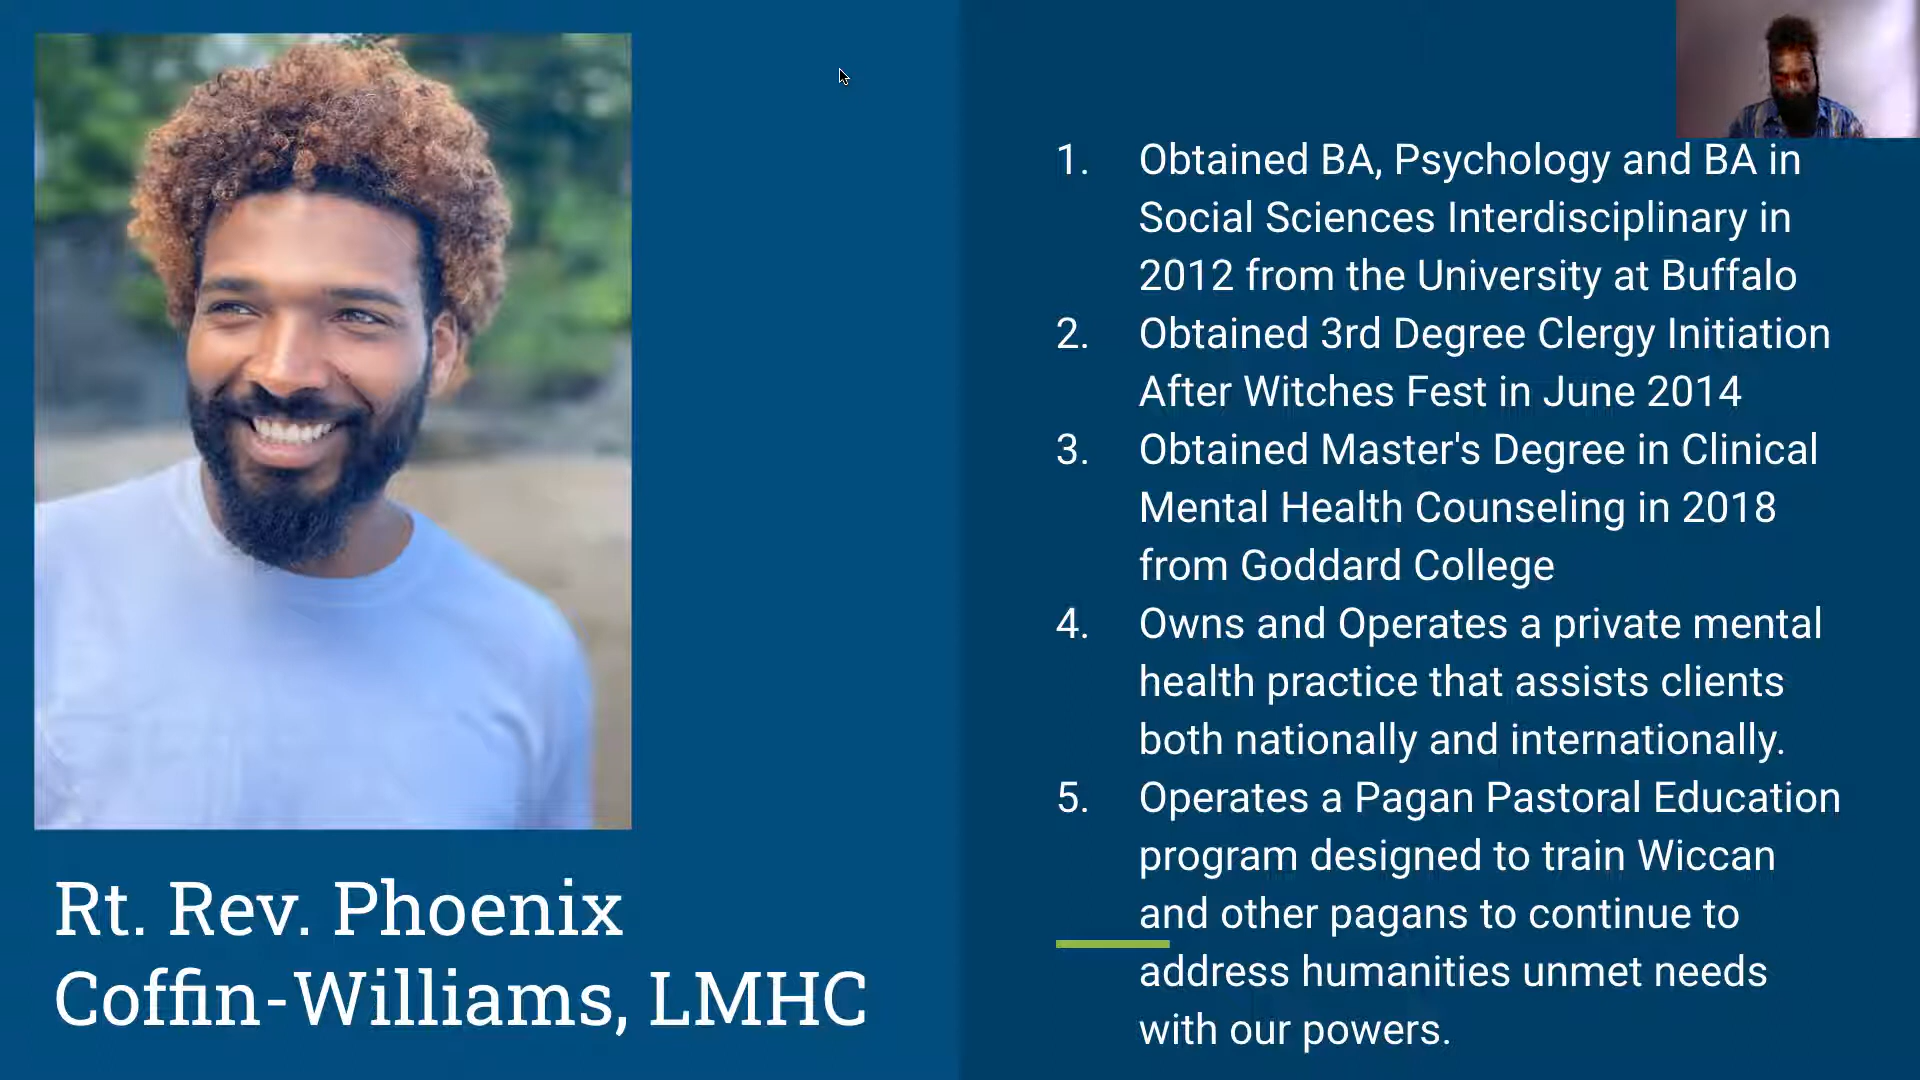 Rt. Rev. Phoenix
Coffin-Williams, LMHC
1. Obtained BA, Psychology and BA in
Social Sciences Interdisciplinary in
2012 from the University at Buffalo
2. Obtained 3rd Degree Clergy Initiation
After Witches Fest in June 2014
3. Obtained Master's Degree in Clinical
Mental Health Counseling in 2018
from Goddard College
4. Owns and Operates a private mental
health practice that assists clients
both nationally and internationally.
5. Operates a Pagan Pastoral Education
program designed to train Wiccan
and other pagans to continue to
address humanities unmet needs
with our powers.